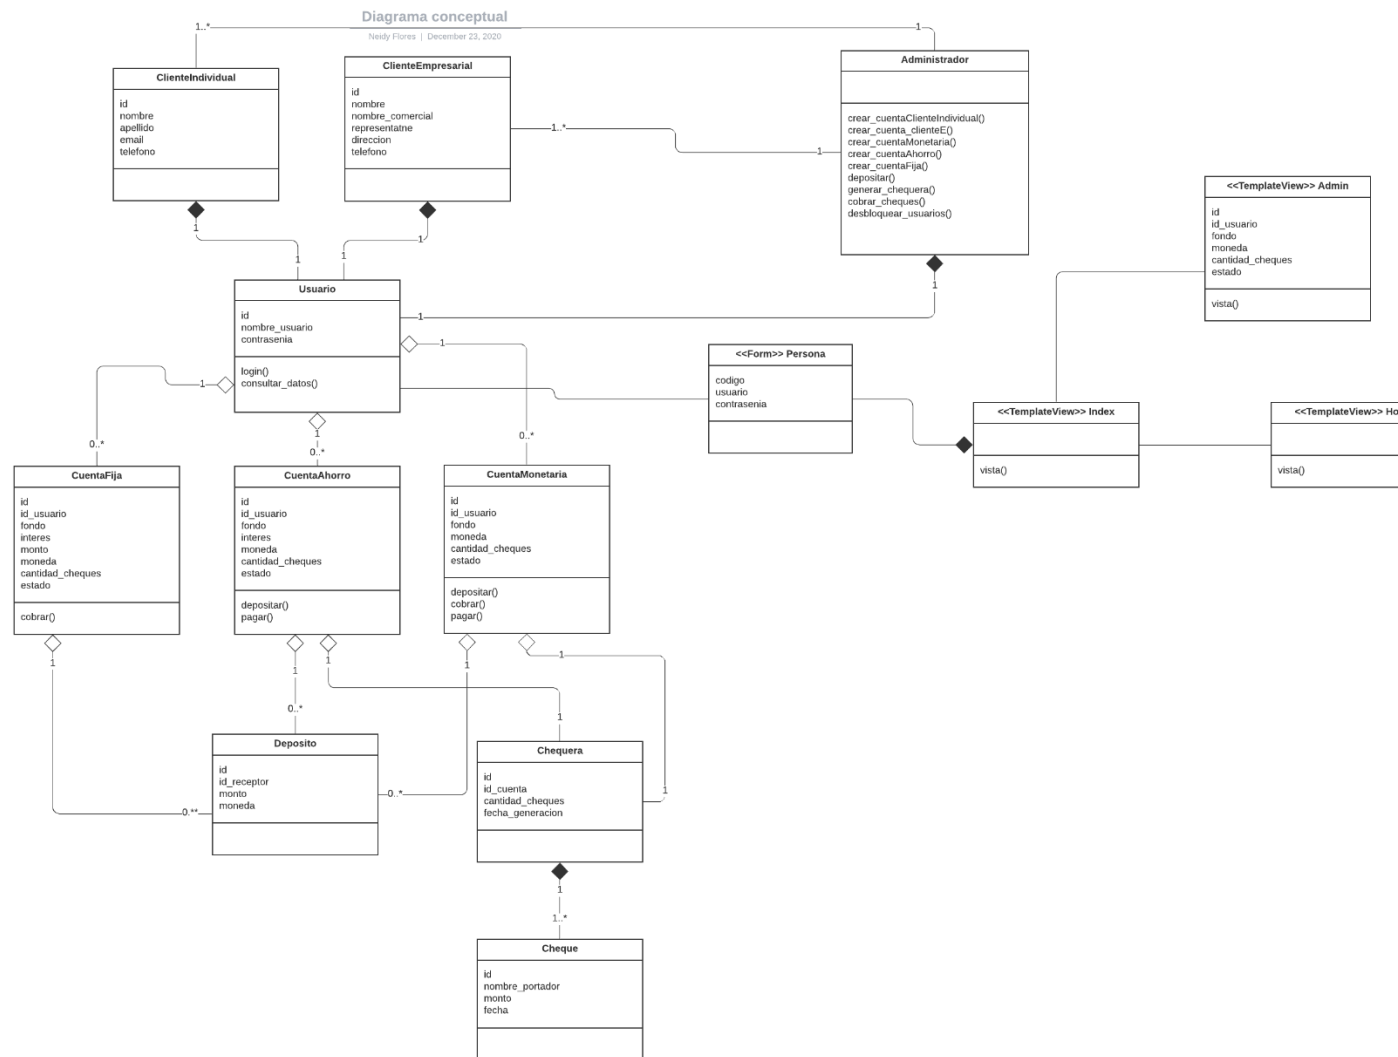 Diagrama conceptual
Neidy Flores | December 23, 2020
1..*
1
ClienteIndividual
id
nombre
apellido
email
telefono
1
1
ClienteEmpresarial
id
nombre
nombre_comercial
representatne
direccion
telefono
1..*
1
1
1
Administrador
crear_cuentaClienteIndividual()
crear_cuenta_clienteE()
crear_cuentaMonetaria()
crear_cuentaAhorro()
crear_cuentaFija()
depositar()
generar_chequera()
cobrar_cheques()
desbloquear_usuarios()
1
1
<<TemplateView>> Admin
id
id_usuario
fondo
moneda
cantidad_cheques
estado
vista()
Usuario
id
nombre_usuario
contrasenia
login()
consultar_datos()
1
0..*
1
0..*
1
0..*
<<Form>> Persona
codigo
usuario
contrasenia
<<TemplateView>> Index
vista()
<<TemplateView>> Ho
vista()
CuentaFija
id
id_usuario
fondo
interes
monto
moneda
cantidad_cheques
estado
cobrar()
1
0.**
CuentaAhorro
id
id_usuario
fondo
interes
moneda
cantidad_cheques
estado
depositar()
pagar()
1
0..*
1
1
CuentaMonetaria
id
id_usuario
fondo
moneda
cantidad_cheques
estado
depositar()
cobrar()
pagar()
1
0..*
1
1
Deposito
id
id_receptor
monto
moneda
Chequera
id
id_cuenta
cantidad_cheques
fecha_generacion
1
1..*
Cheque
id
nombre_portador
monto
fecha